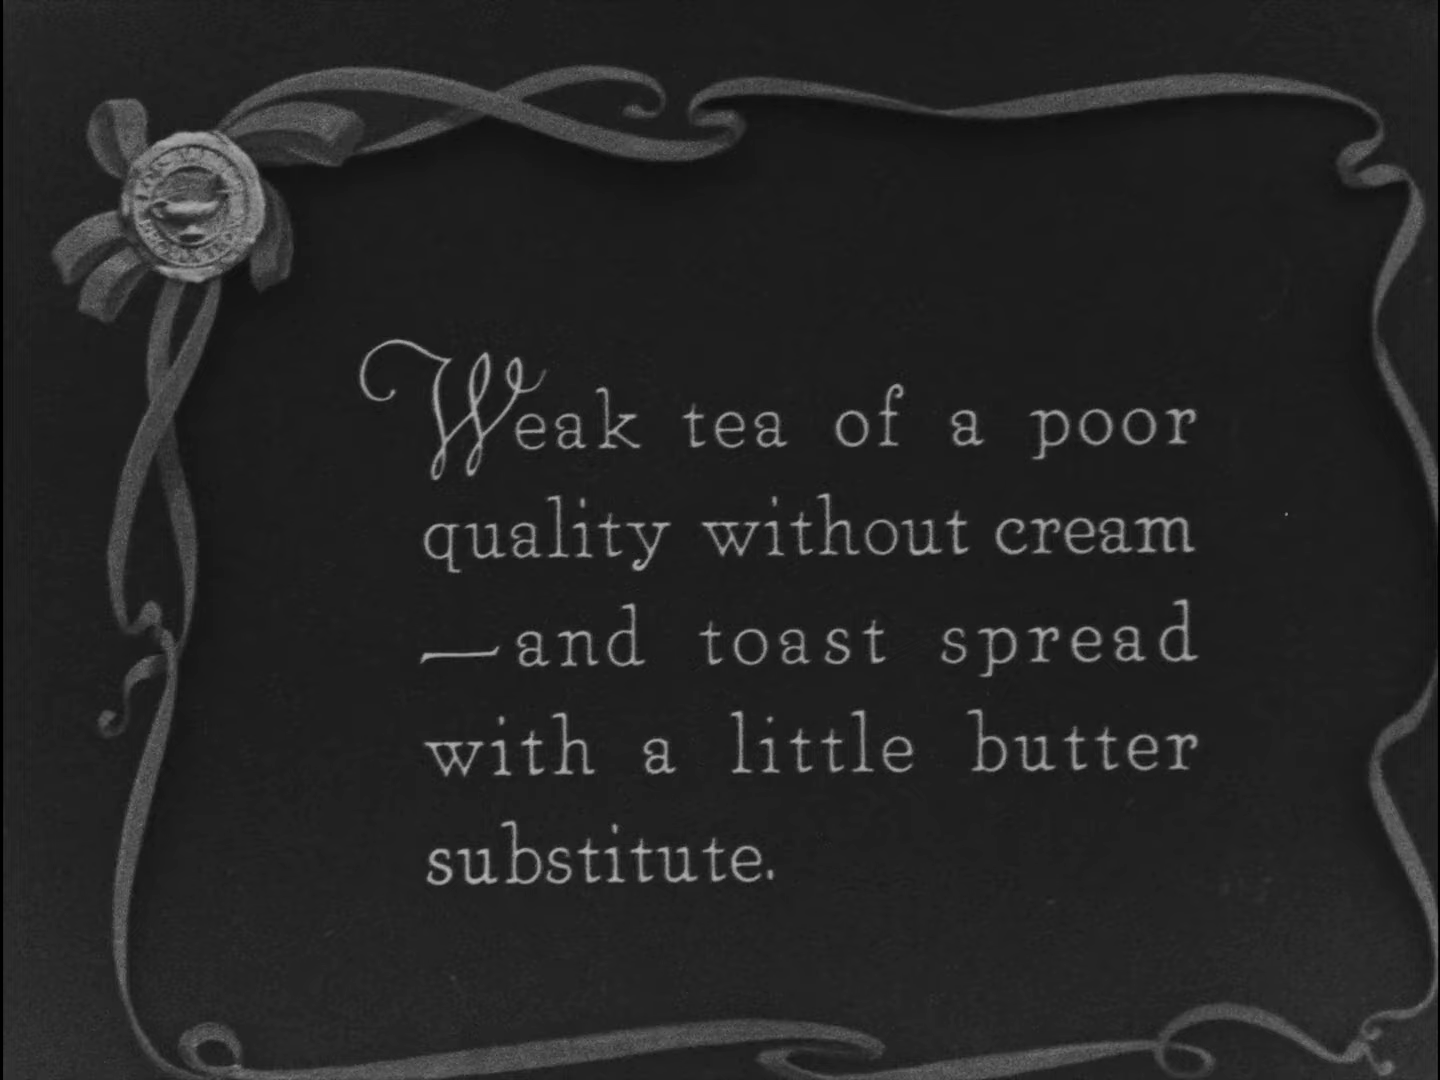 Weak tea of a poor
quality without cream
—and toast spread
with a little butter
substitute.